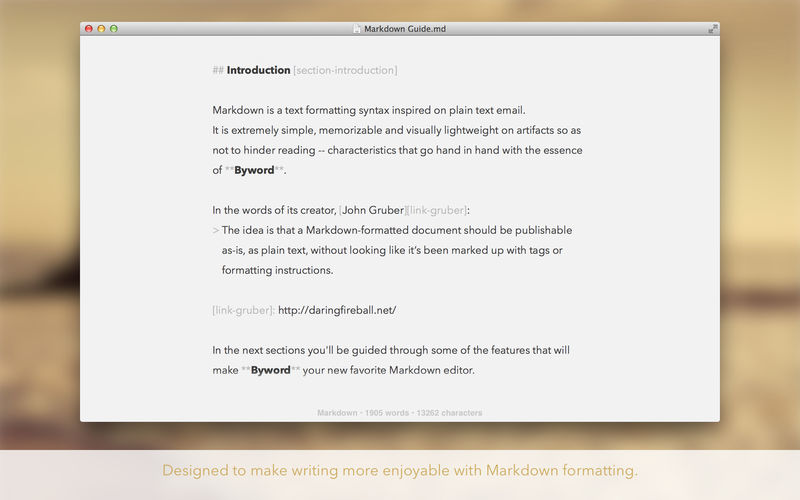 Markdown Guide.md
## Introduction [section-introduction]
Markdown is a text formatting syntax inspired on plain text email.
It is extremely simple, memorizable and visually lightweight on artifacts so as
not to hinder reading -- characteristics that go hand in hand with the essence
of **Byword**.
In the words of its creator, [John Gruber][link-gruber]:
> The idea is that a Markdown-formatted document should be publishable
as-is, as plain text, without looking like it's been marked up with tags or
formatting instructions.
[link-gruber]: http://daringfireball.net/
In the next sections you'll be guided through some of the features that will
make **Byword** your new favorite Markdown editor.
Markdown • 1905 words • 13262 characters
Designed to make writing more enjoyable with Markdown formatting.